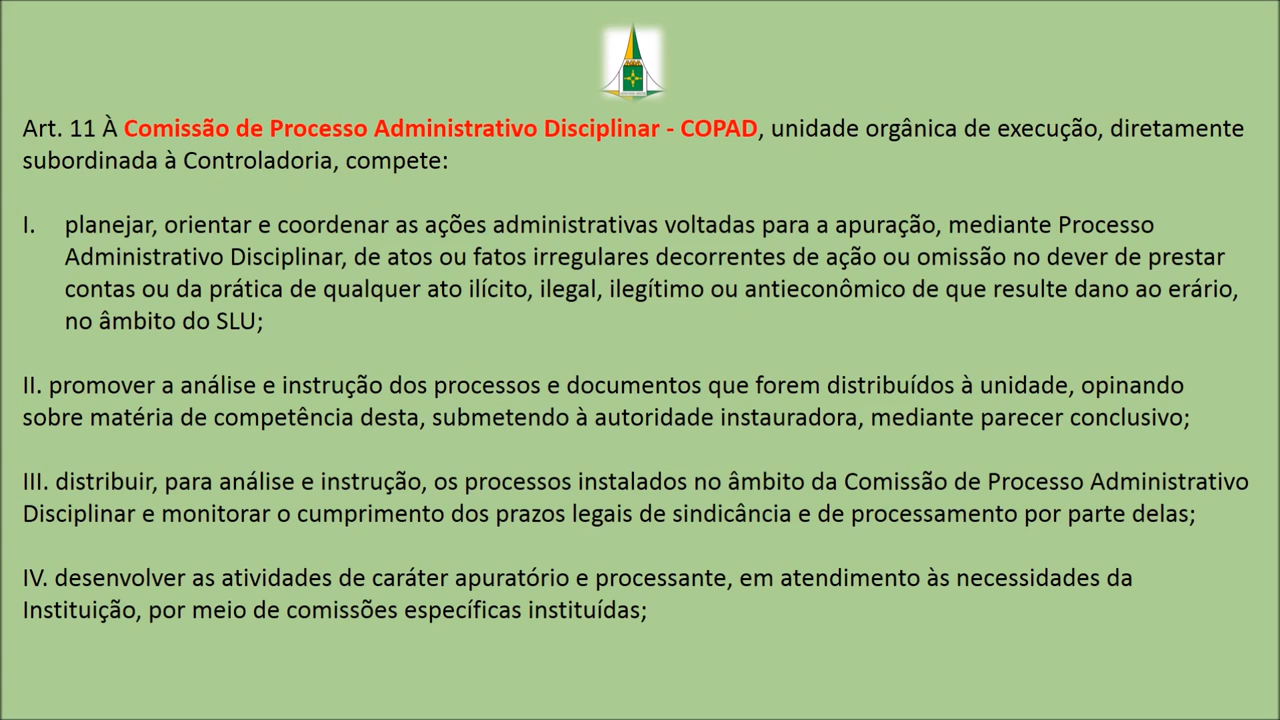 Art. 11 À Comissão de Processo Administrativo Disciplinar - COPAD, unidade orgânica de execução, diretamente
subordinada à Controladoria, compete:
I. planejar, orientar e coordenar as ações administrativas voltadas para a apuração, mediante Processo
Administrativo Disciplinar, de atos ou fatos irregulares decorrentes de ação ou omissão no dever de prestar
contas ou da prática de qualquer ato ilícito, ilegal, ilegítimo ou antieconômico de que resulte dano ao erário,
no âmbito do SLU;
II. promover a análise e instrução dos processos e documentos que forem distribuídos à unidade, opinando
sobre matéria de competência desta, submetendo à autoridade instauradora, mediante parecer conclusivo;
III. distribuir, para análise e instrução, os processos instalados no âmbito da Comissão de Processo Administrativo
Disciplinar e monitorar o cumprimento dos prazos legais de sindicância e de processamento por parte delas;
IV. desenvolver as atividades de caráter apuratório e processante, em atendimento às necessidades da
Instituição, por meio de comissões específicas instituídas;